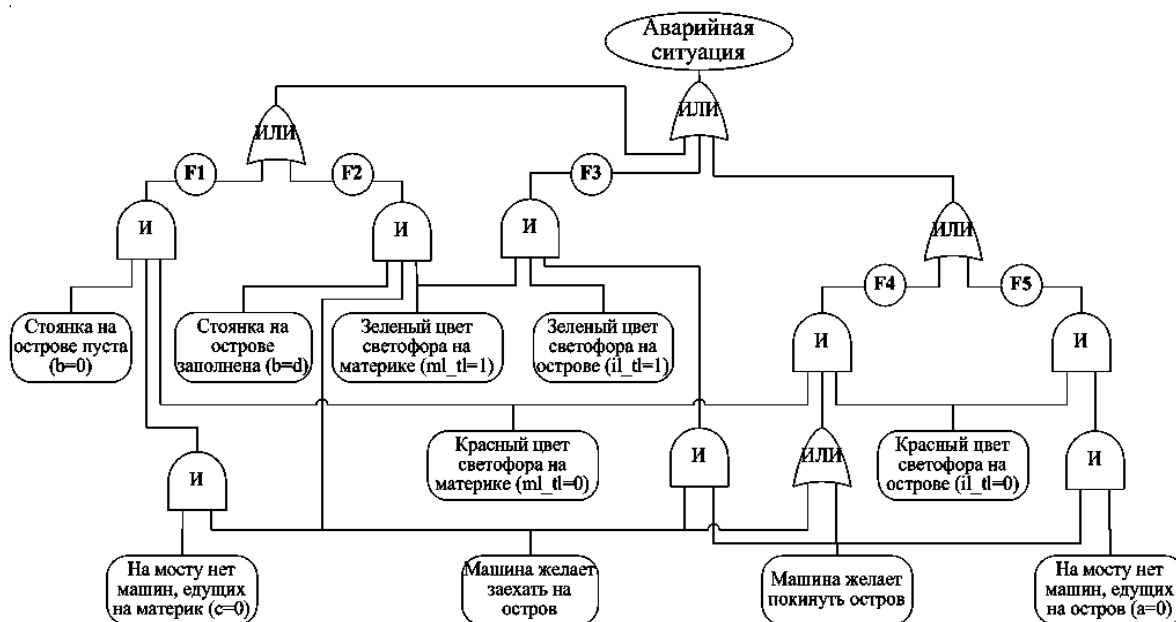 Аварийная
ситуация
ИЛИ
ИЛИ
F1
F2
F3
И
И
И
ИЛИ
F4
F5
Стоянка на
острове пуста
(b=0)
Стоянка на
острове
заполнена (b=d)
Зеленый цвет
светофора на
материке (ml_tl=1)
Зеленый цвет
светофора на
острове (il_tl=1)
И
И
Красный цвет
светофора на
материке (ml_tl=0)
Красный цвет
светофора на
острове (il_tl=0)
И
И
ИЛИ
И
На мосту нет
машин, едущих
на материк (c=0)
Машина желает
заехать на
остров
Машина желает
покинуть остров
На мосту нет
машин, едущих
на остров (a=0)